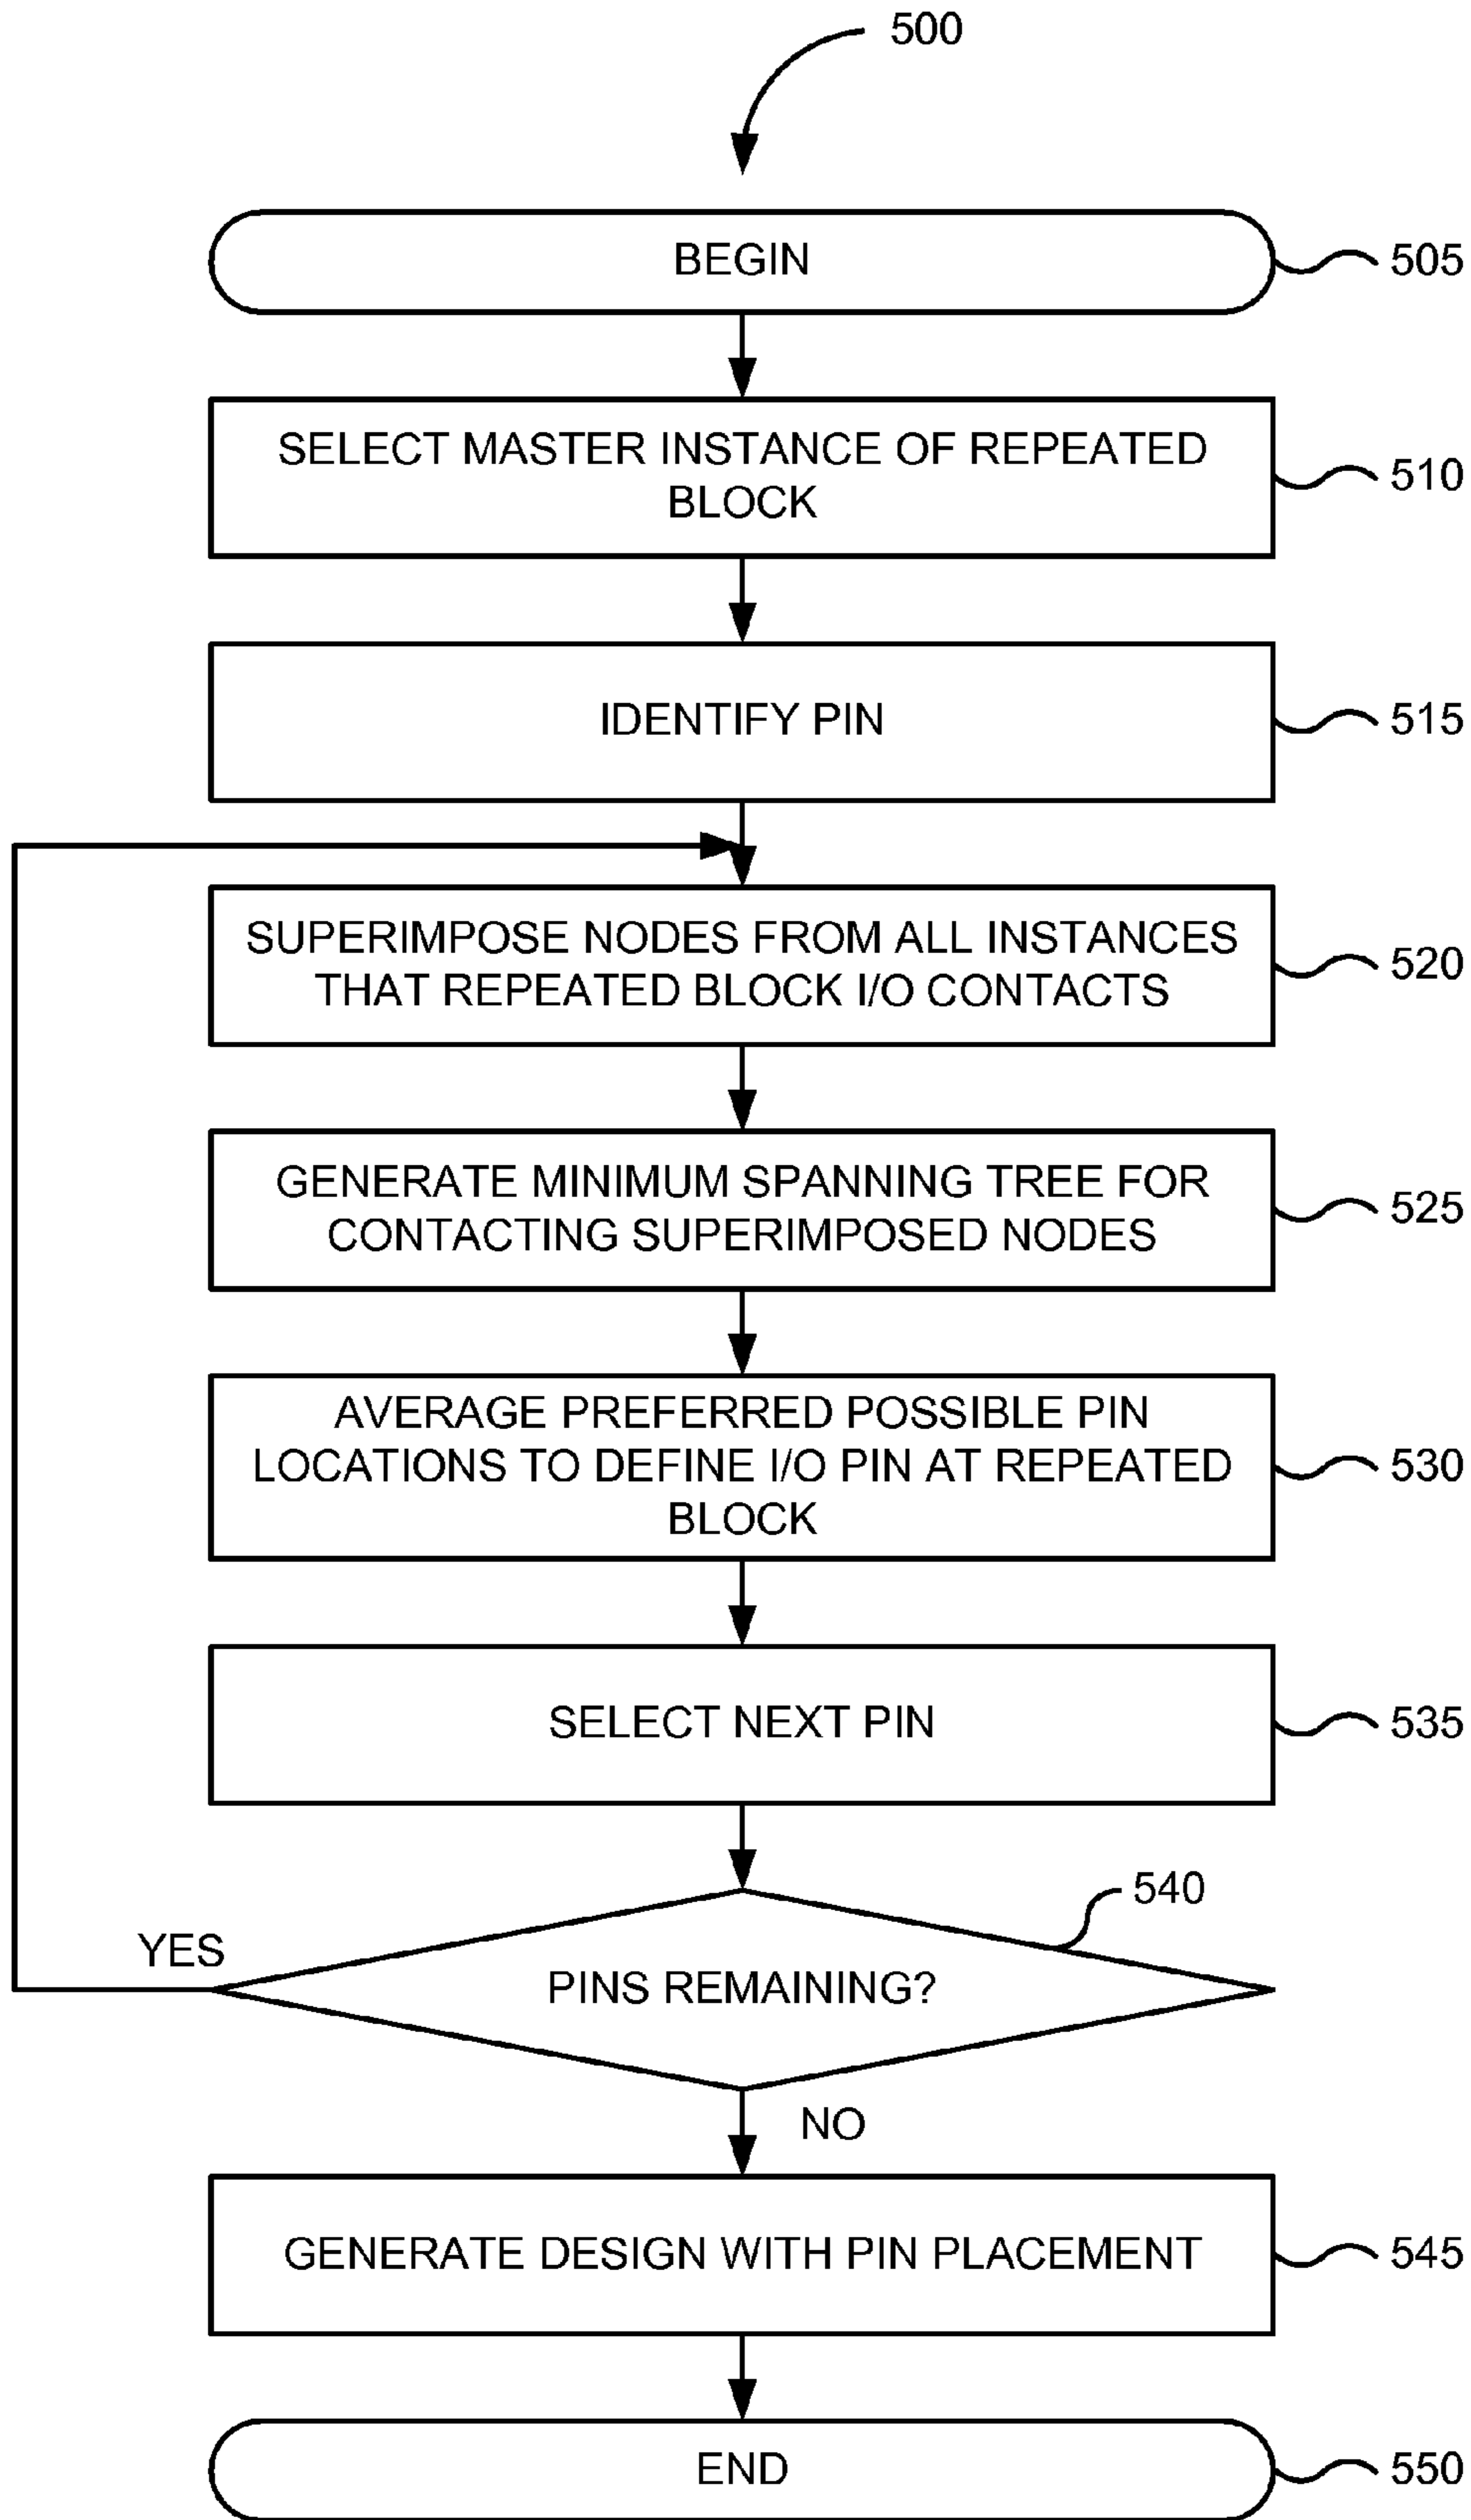 500
BEGIN
505
SELECT MASTER INSTANCE OF REPEATED
BLOCK
510
IDENTIFY PIN
515
SUPERIMPOSE NODES FROM ALL INSTANCES
THAT REPEATED BLOCK I/O CONTACTS
520
GENERATE MINIMUM SPANNING TREE FOR
CONTACTING SUPERIMPOSED NODES
525
AVERAGE PREFERRED POSSIBLE PIN
LOCATIONS TO DEFINE I/O PIN AT REPEATED
BLOCK
530
SELECT NEXT PIN
535
540
YES
PINS REMAINING?
NO
GENERATE DESIGN WITH PIN PLACEMENT
545
END
550